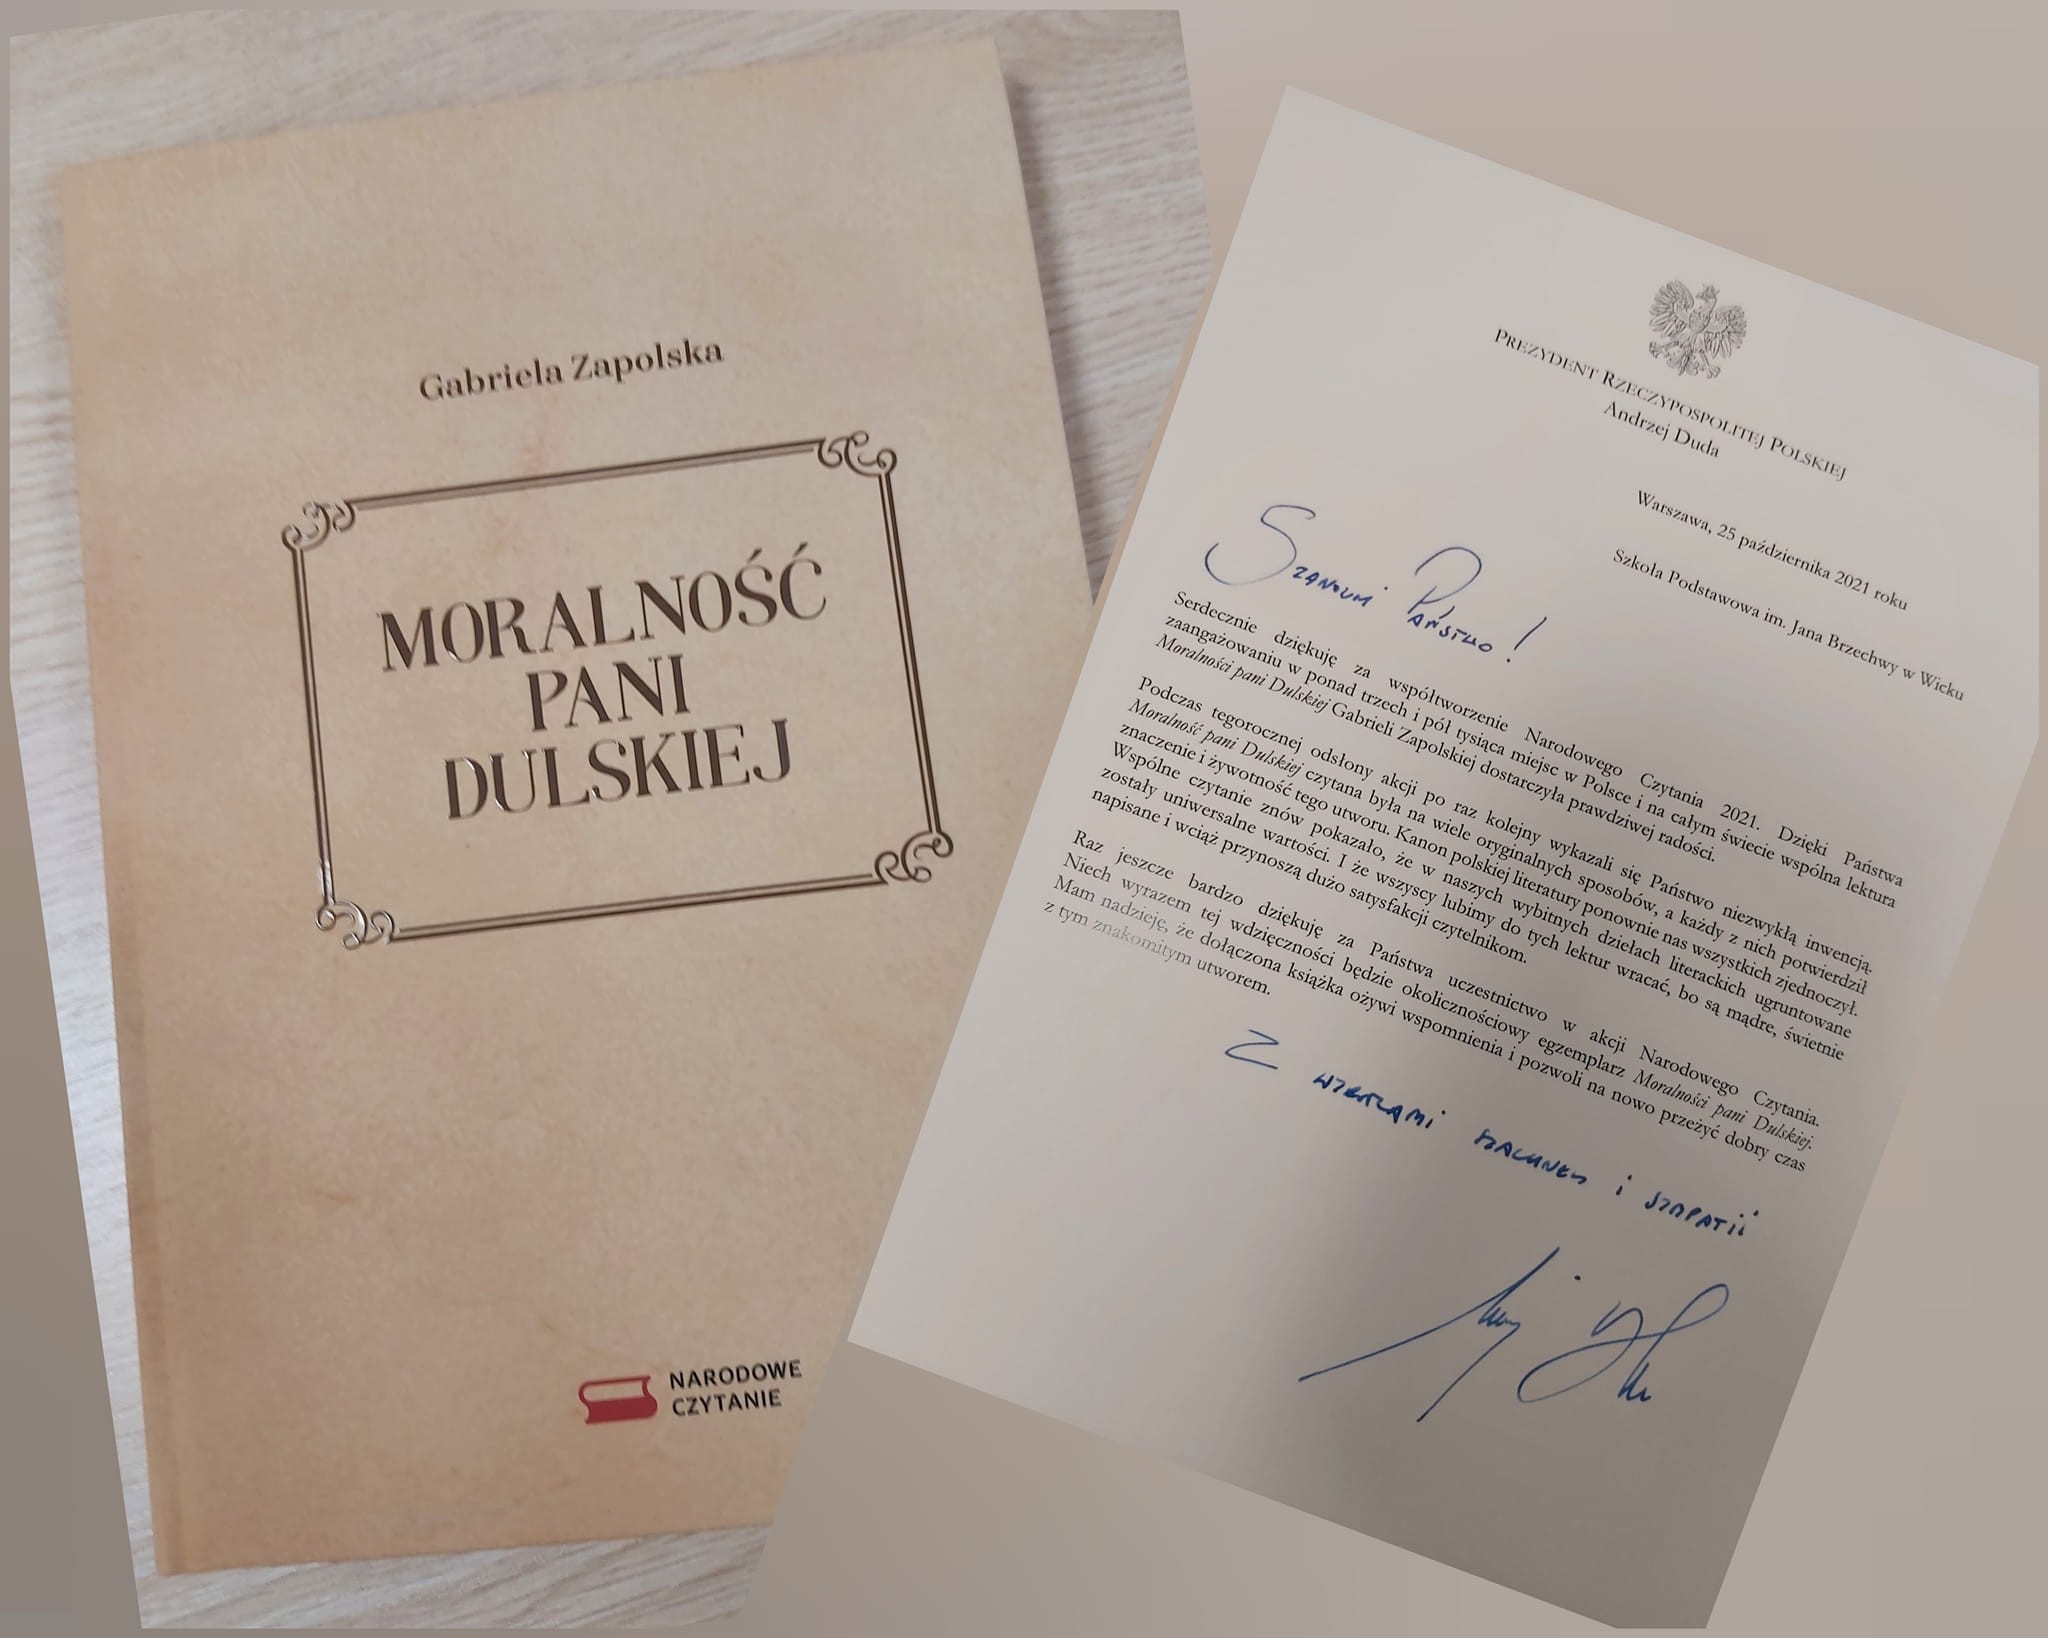 Gabriela Zapolska
MORALNOŚĆ
PANI
DULSKIEJ
NARODOWE
CZYTANIE
PREZYDENT RZECZYPOSPOLITEJ POLSKIEJ
Andrzej Duda
Warszawa, 25 października 2021 roku
Szkoła Podstawowa im. Jana Brzechwy w Wicku
Szanowni Państwo!
Serdecznie dziękuję za współtworzenie Narodowego Czytania 2021. Dzięki Państwa
zaangażowaniu w ponad trzech i pół tysiąca miejsc w Polsce i na całym świecie wspólna lektura
Moralności pani Dulskiej Gabrieli Zapolskiej dostarczyła prawdziwej radości.
Podczas tegorocznej odsłony akcji po raz kolejny wykazali się Państwo niezwykłą inwencją.
Moralność pani Dulskiej czytana była na wiele oryginalnych sposobów, a każdy z nich potwierdził
znaczenie i żywotność tego utworu. Kanon polskiej literatury ponownie nas wszystkich zjednoczył.
Wspólne czytanie znów pokazało, że w naszych wybitnych dziełach literackich ugruntowane
zostały uniwersalne wartości. I że wszyscy lubimy do tych lektur wracać, bo są mądre, świetnie
napisane i wciąż przynoszą dużo satysfakcji czytelnikom.
Raz jeszcze bardzo dziękuję za Państwa uczestnictwo w akcji Narodowego Czytania.
Niech wyrazem tej wdzięczności będzie okolicznościowy egzemplarz Moralności pani Dulskiej.
Mam nadzieję, że dołączona książka ożywi wspomnienia i pozwoli na nowo przeżyć dobry czas
z tym znakomitym utworem.
Z wyrazami szacunku i sympatii